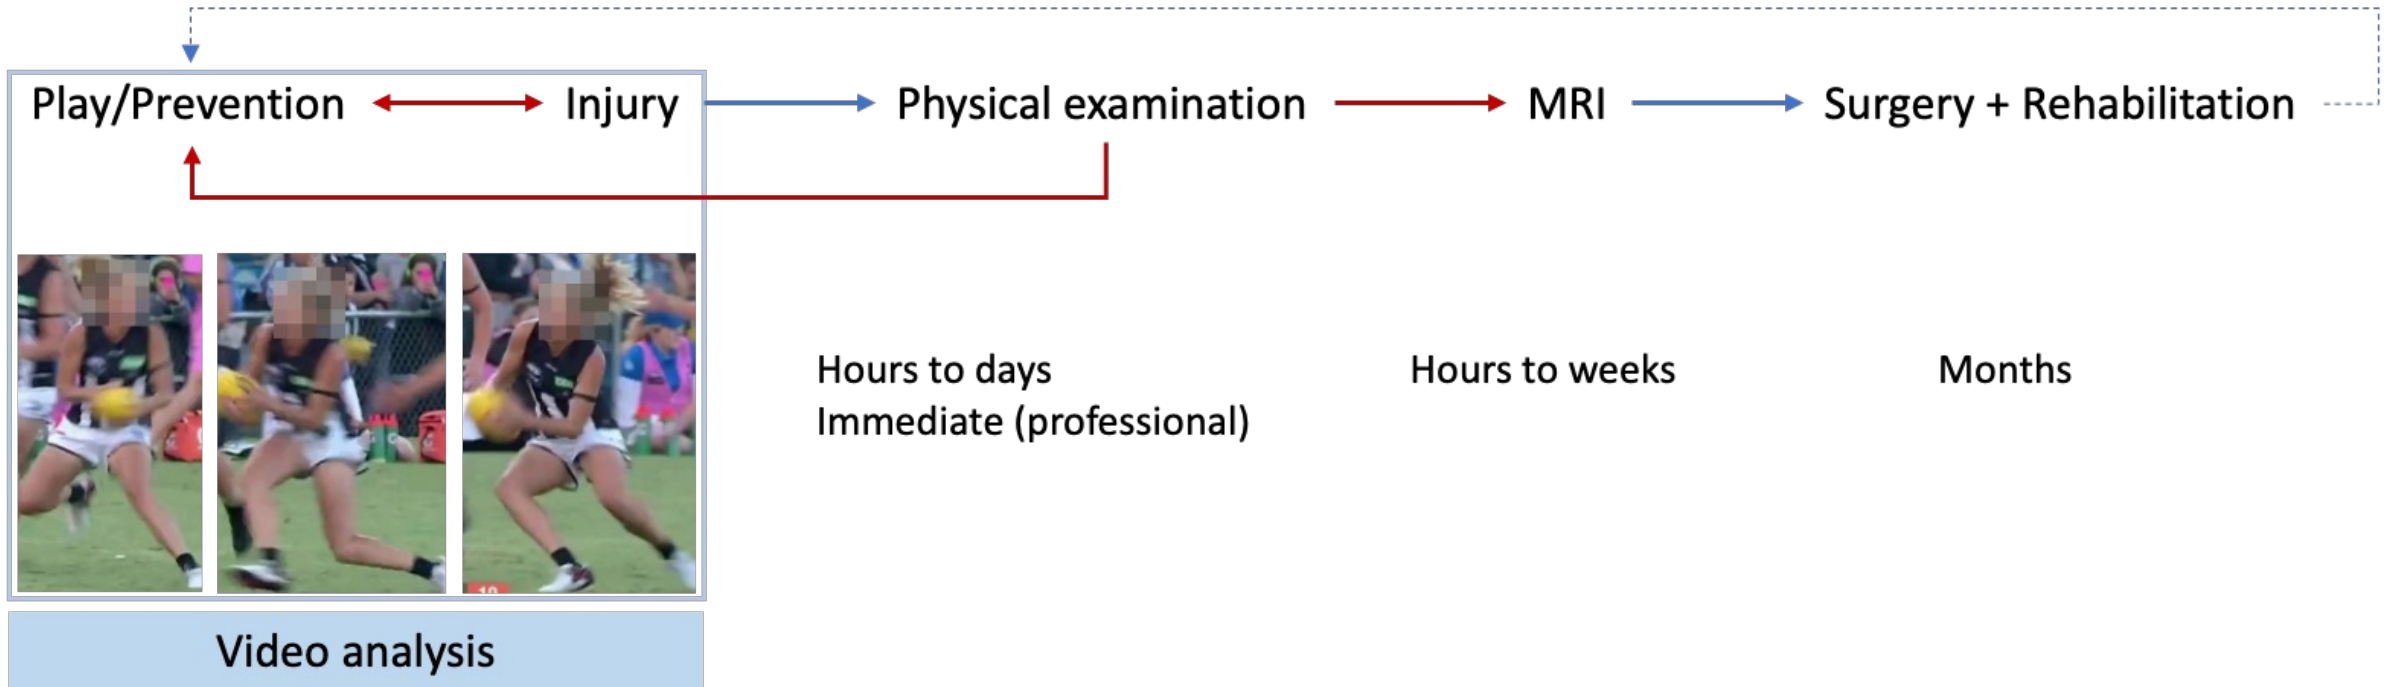 Play/Prevention
Injury
Physical examination
MRI
Surgery + Rehabilitation
Hours to days
Immediate (professional)
Hours to weeks
Months
10
Video analysis